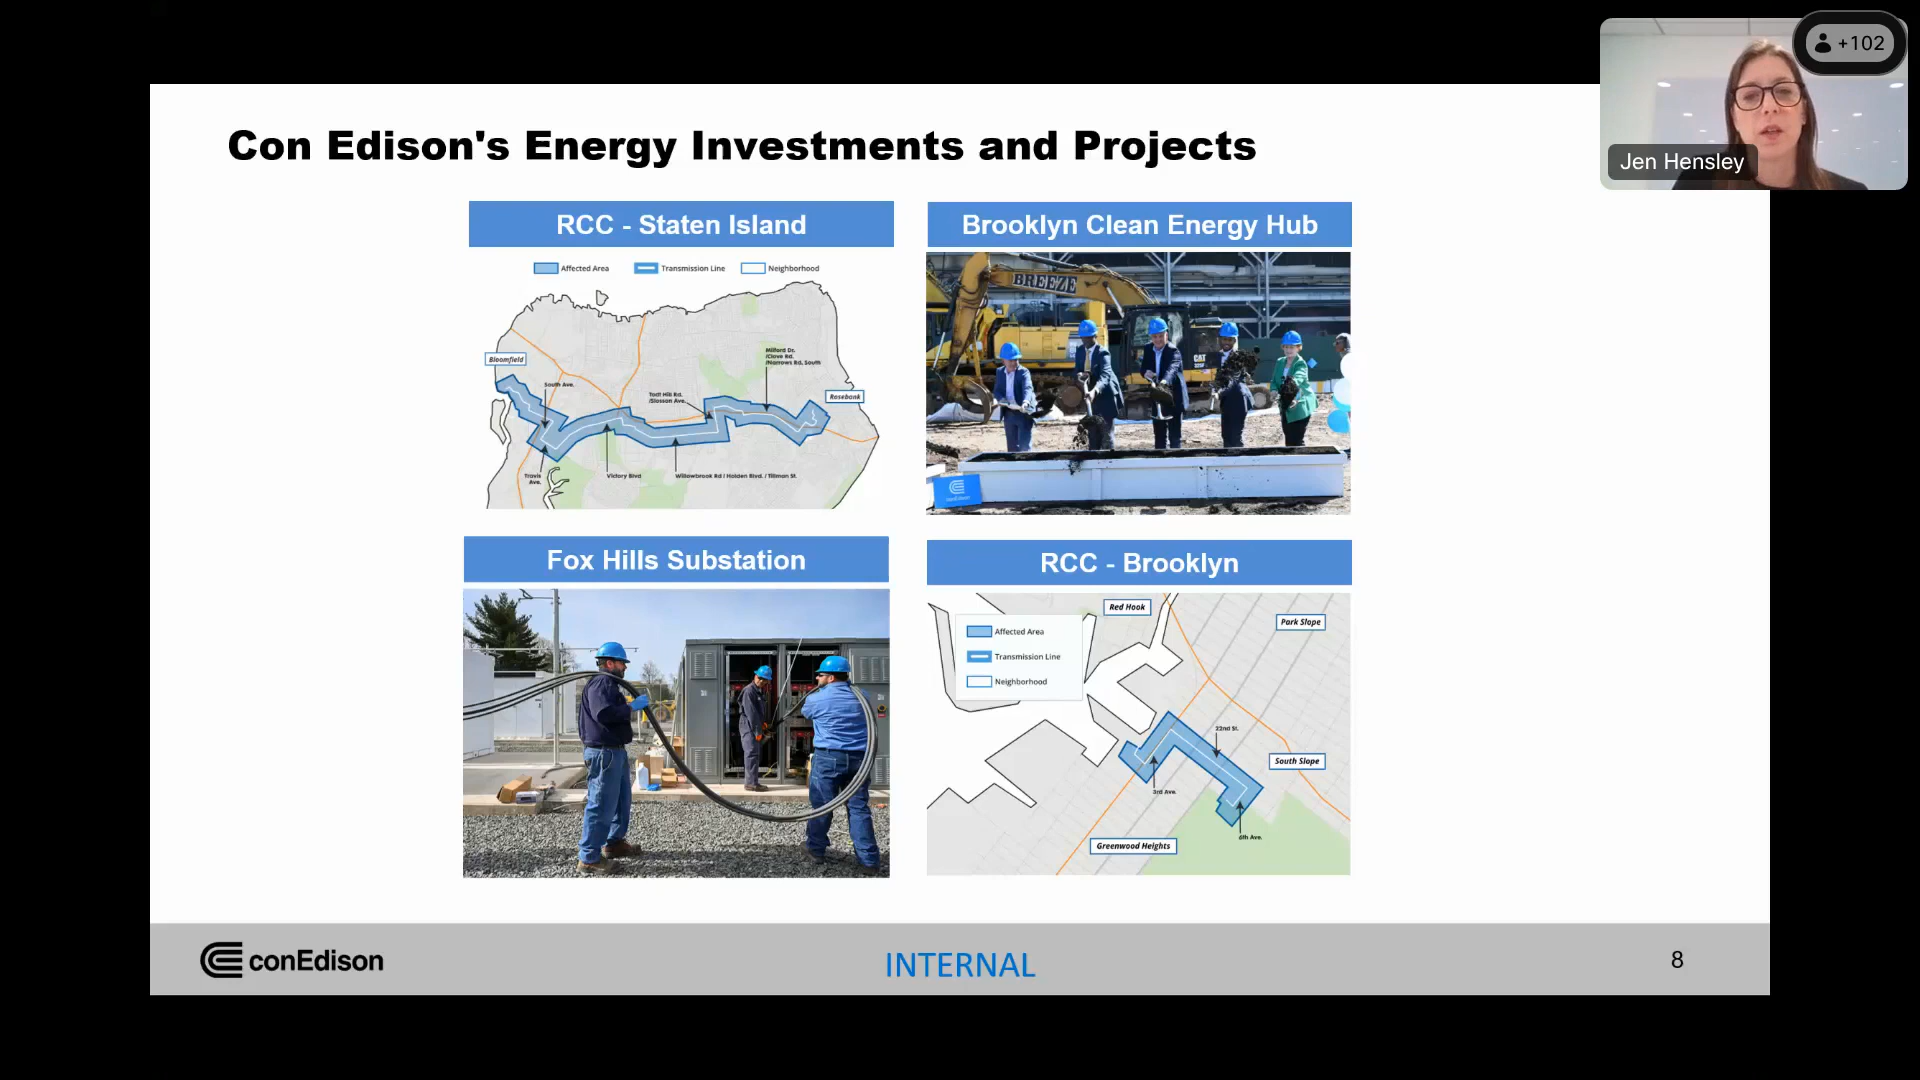 +102
Jen Hensley
Con Edison's Energy Investments and Projects
RCC - Staten Island
Affected Area
Transmission Line
Neighborhood
Bloomfield
South Ave.
Todt Hill Rd.
/Slosson Ave.
Milford Dr.
/Clove Rd.
/Narrows Rd. South
Rosebank
Travis
Ave.
Victory Blvd
Willowbrook Rd / Holden Blvd. / Tillman St.
Brooklyn Clean Energy Hub
BREEZE
CAT
conEdison
Fox Hills Substation
RCC - Brooklyn
Affected Area
Transmission Line
Neighborhood
Red Hook
Park Slope
22nd St.
South Slope
3rd Ave.
6th Ave.
Greenwood Heights
conEdison
INTERNAL
8